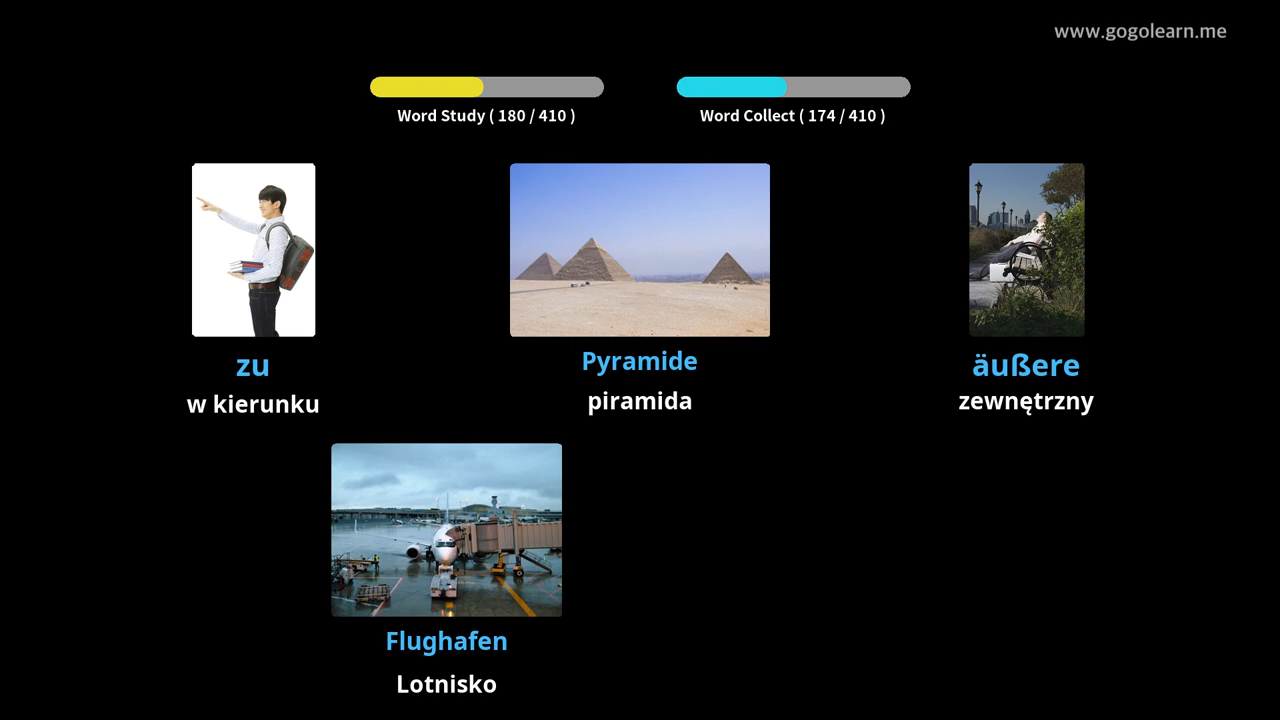 www.gogolearn.me
Word Study ( 180 / 410 )
Word Collect ( 174 / 410 )
zu
w kierunku
Pyramide
piramida
äußere
zewnętrzny
Flughafen
Lotnisko